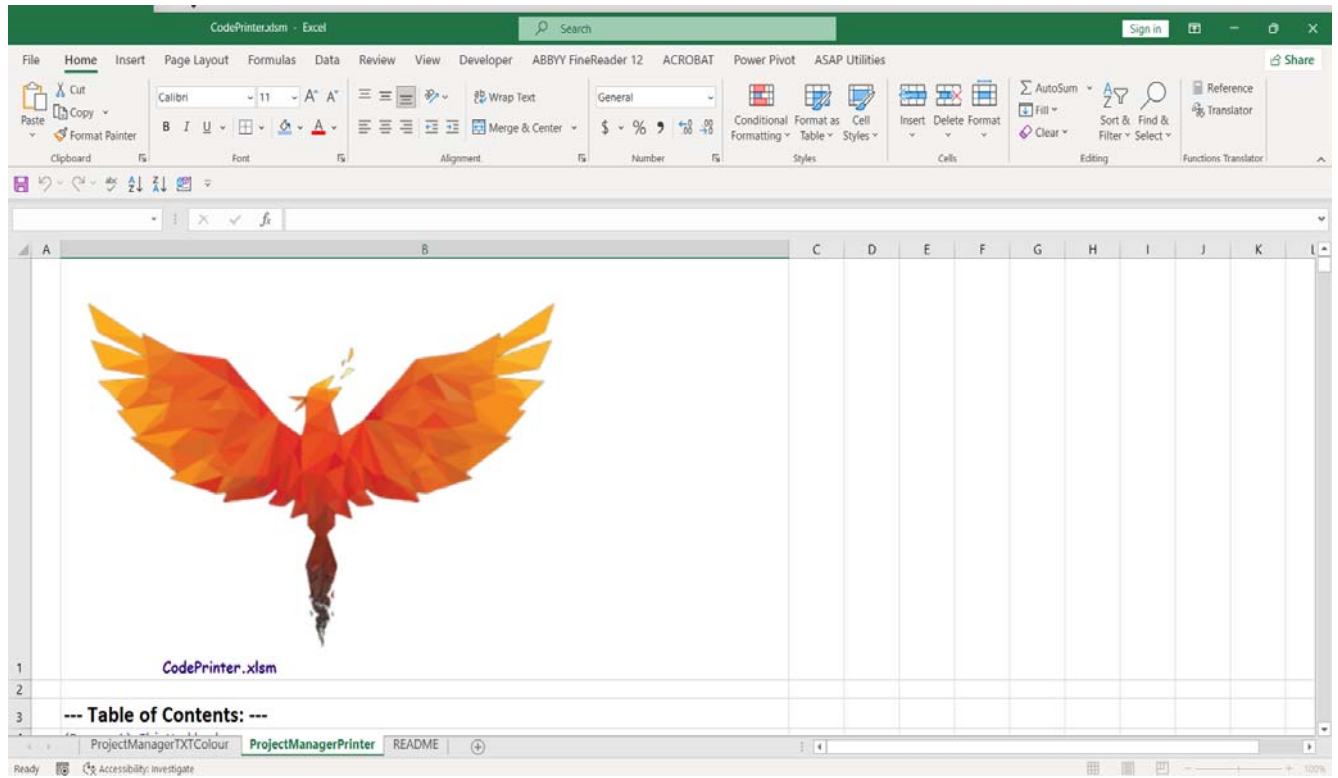 CodePrinter.xlsm - Excel
Search
Sign in
File Home Insert Page Layout Formulas Data Review View Developer ABBYY FineReader 12 ACROBAT Power Pivot ASAP Utilities Share
Paste
Cut
Copy
Format Painter
Clipboard
Calibri 11
B I U
Font
Wrap Text
Merge & Center
Alignment
General
$ % ,
Number
Conditional Formatting
Format as Table
Cell Styles
Styles
Insert Delete Format
Cells
AutoSum
Fill
Clear
Sort & Filter
Find & Select
Editing
Reference
Translator
Functions Translator
fx
A B C D E F G H I J K L
1 CodePrinter.xlsm
2
3 --- Table of Contents: ---
ProjectManagerTXTColour ProjectManagerPrinter README
Ready Accessibility: Investigate 100%